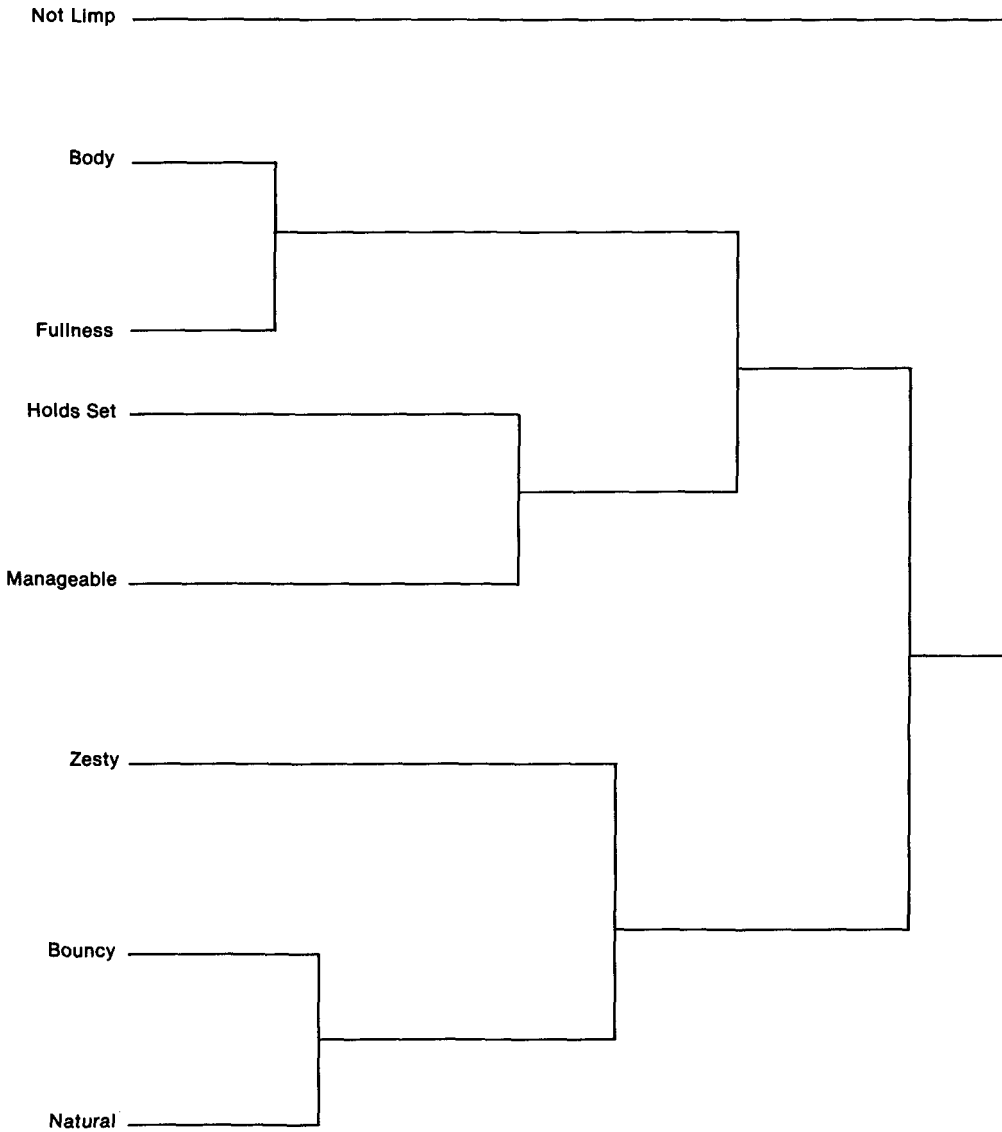 Not Limp
Body
Fullness
Holds Set
Manageable
Zesty
Bouncy
Natural